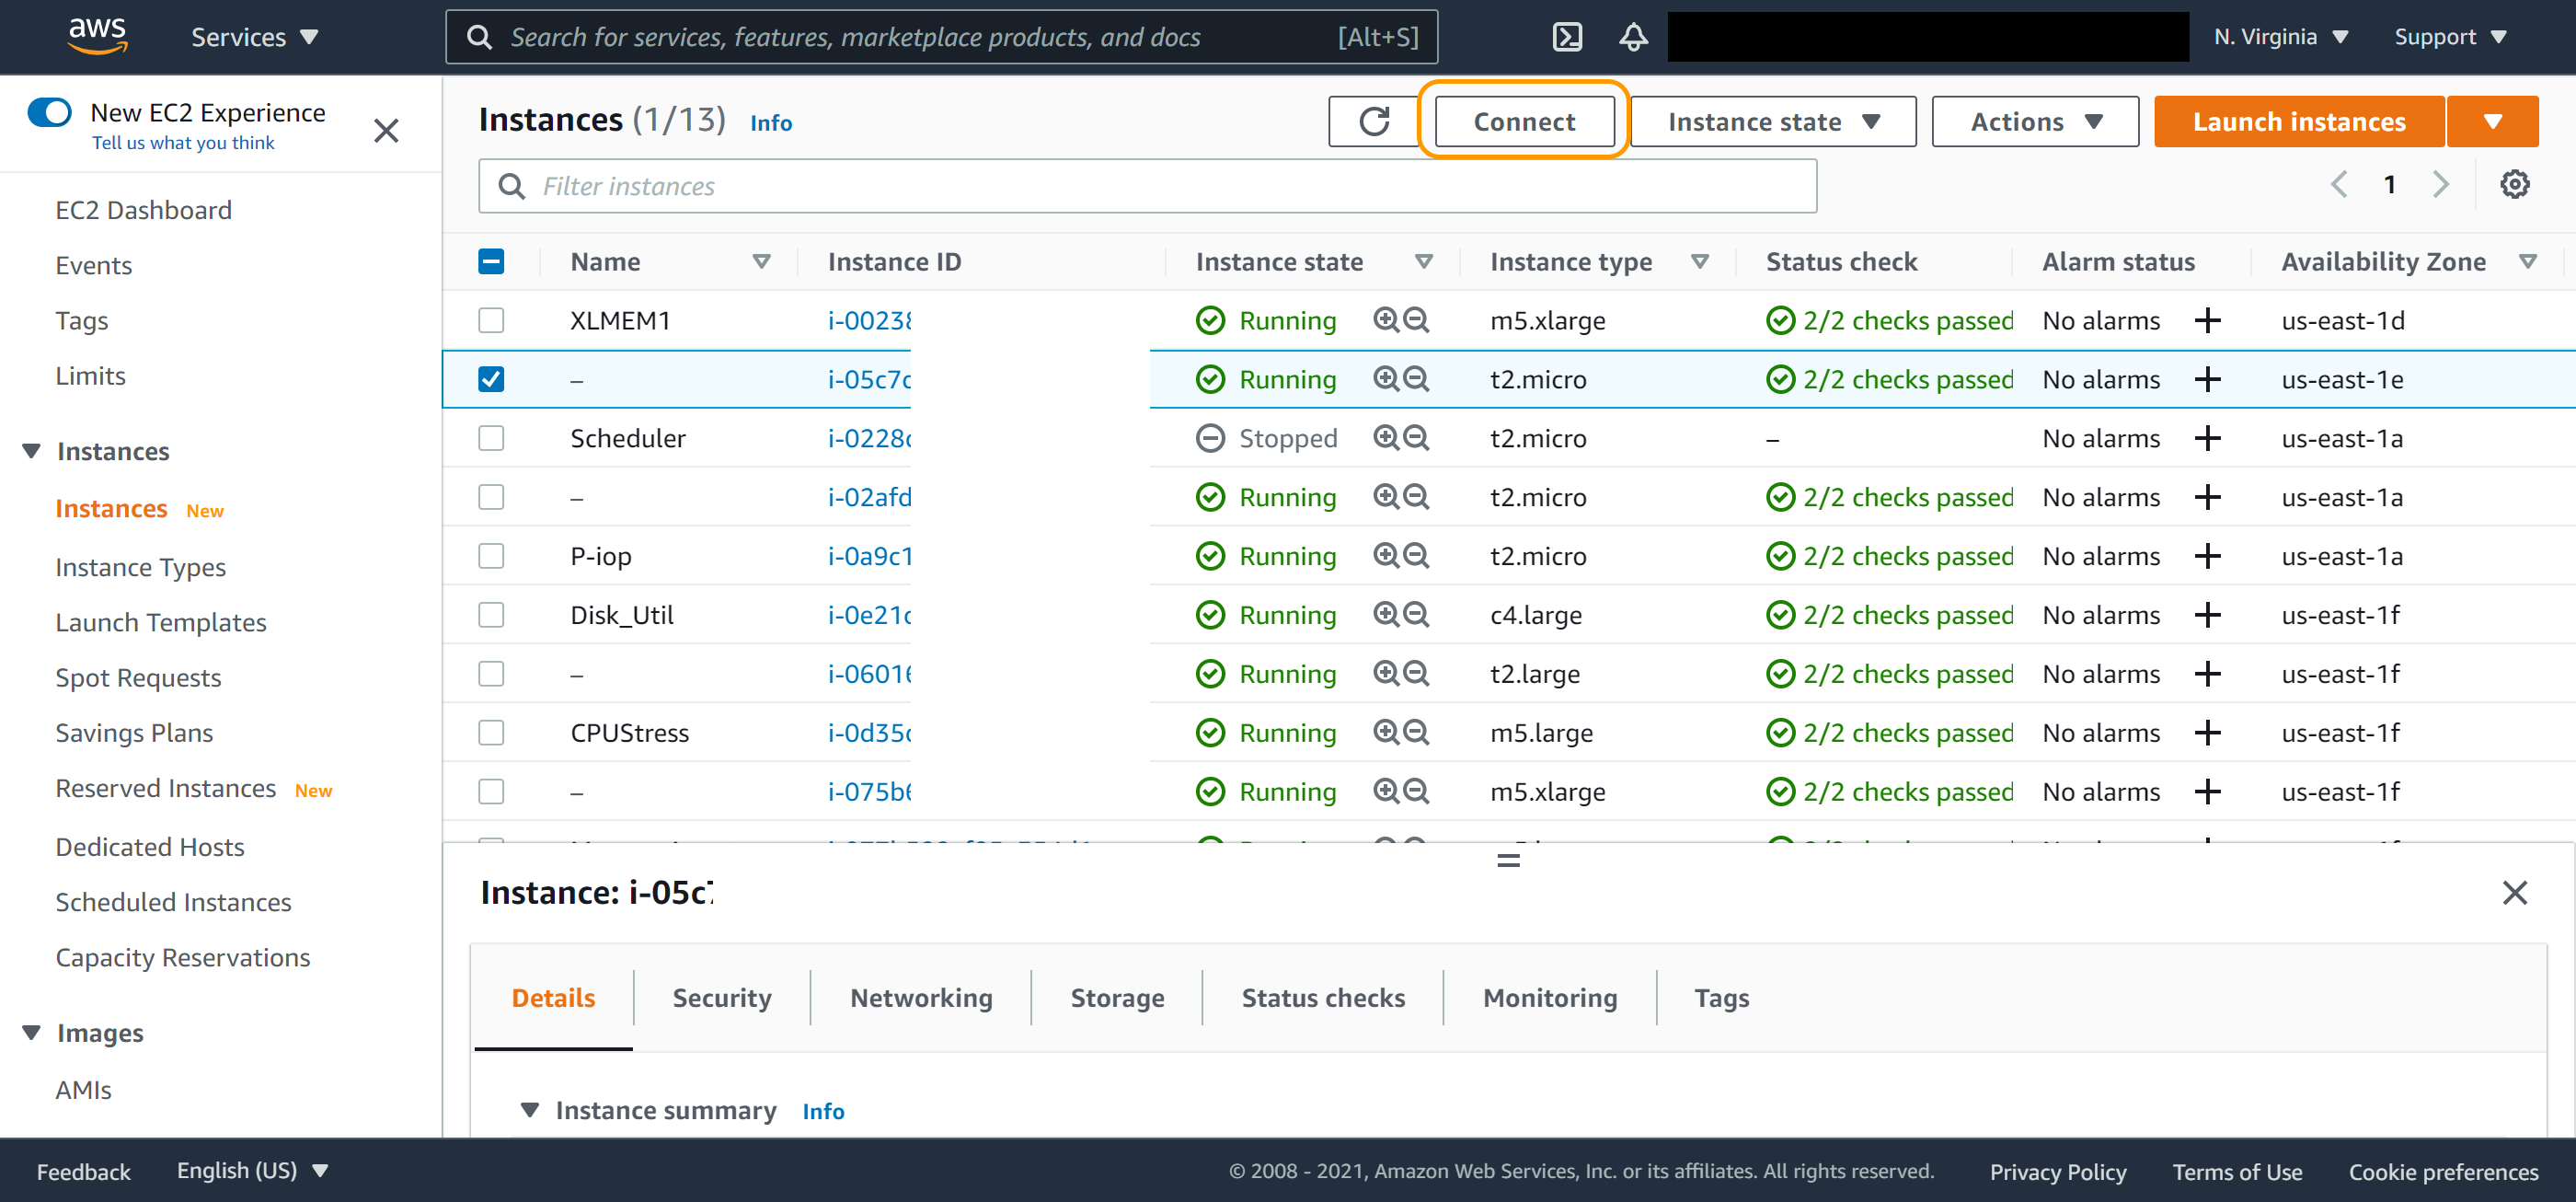 aws Services Search for services, features, marketplace products, and docs [Alt+S] N. Virginia Support
New EC2 Experience
Tell us what you think
EC2 Dashboard
Events
Tags
Limits
Instances
Instances New
Instance Types
Launch Templates
Spot Requests
Savings Plans
Reserved Instances New
Dedicated Hosts
Scheduled Instances
Capacity Reservations
Images
AMIs
Instances (1/13) Info Connect Instance state Actions Launch instances
Filter instances 1
Name Instance ID Instance state Instance type Status check Alarm status Availability Zone
XLMEM1 i-0023 Running m5.xlarge 2/2 checks passed No alarms us-east-1d
– i-05c7 Running t2.micro 2/2 checks passed No alarms us-east-1e
Scheduler i-0228 Stopped t2.micro – No alarms us-east-1a
– i-02afd Running t2.micro 2/2 checks passed No alarms us-east-1a
P-iop i-0a9c1 Running t2.micro 2/2 checks passed No alarms us-east-1a
Disk_Util i-0e21 Running c4.large 2/2 checks passed No alarms us-east-1f
– i-0601 Running t2.large 2/2 checks passed No alarms us-east-1f
CPUStress i-0d35 Running m5.large 2/2 checks passed No alarms us-east-1f
– i-075b Running m5.xlarge 2/2 checks passed No alarms us-east-1f
Instance: i-05c7
Details Security Networking Storage Status checks Monitoring Tags
Instance summary Info
Feedback English (US) © 2008 - 2021, Amazon Web Services, Inc. or its affiliates. All rights reserved. Privacy Policy Terms of Use Cookie preferences